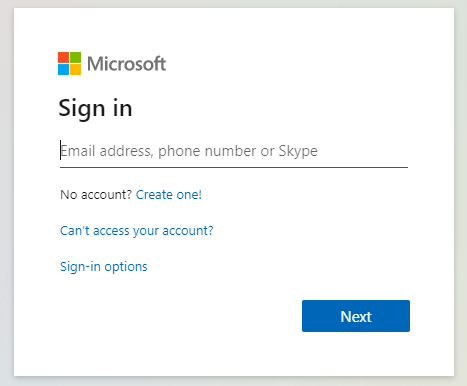 Microsoft
Sign in
Email address, phone number or Skype
No account? Create one!
Can't access your account?
Sign-in options
Next